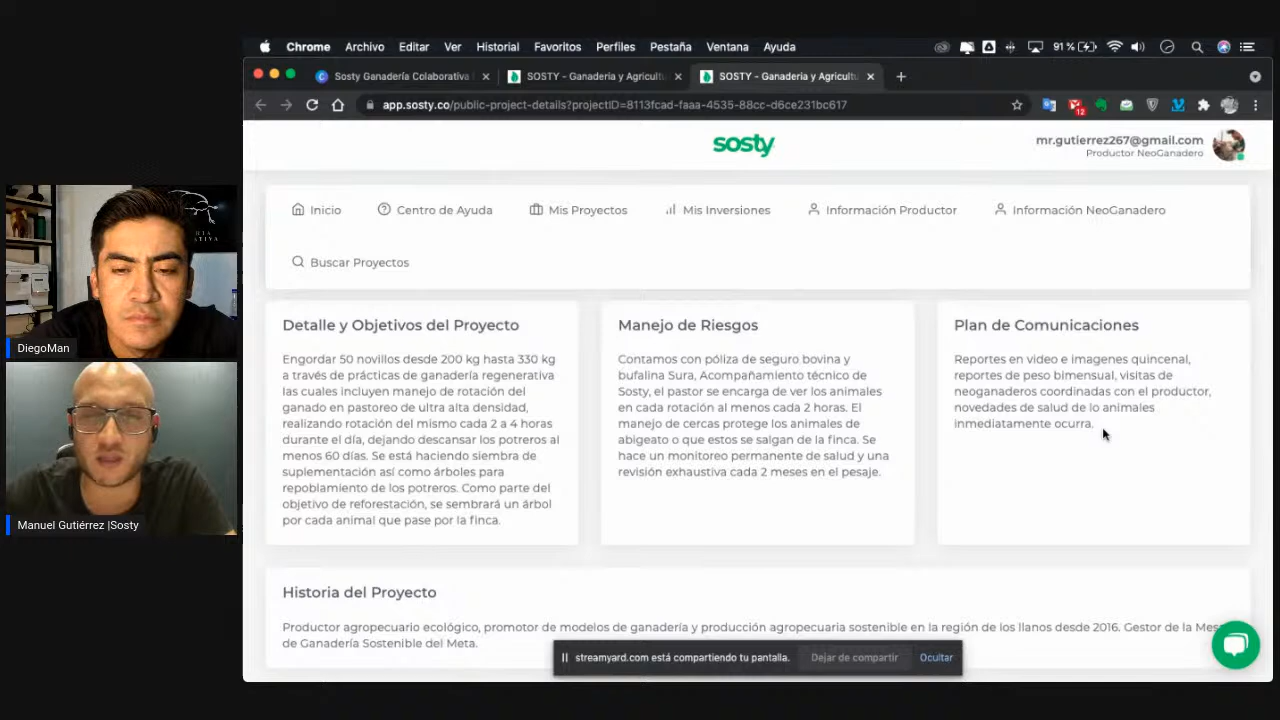 Chrome Archivo Editar Ver Historial Favoritos Perfiles Pestaña Ventana Ayuda 91 %
Sosty Ganadería Colaborativa
SOSTY - Ganaderia y Agricultu
SOSTY - Ganaderia y Agricultu
app.sosty.co/public-project-details?projectID=8113fcad-faaa-4535-88cc-d6ce231bc617
12
sosty
mr.gutierrez267@gmail.com
Productor NeoGanadero
Inicio
Centro de Ayuda
Mis Proyectos
Mis Inversiones
Información Productor
Información NeoGanadero
Buscar Proyectos
Detalle y Objetivos del Proyecto
Engordar 50 novillos desde 200 kg hasta 330 kg
a través de prácticas de ganadería regenerativa
las cuales incluyen manejo de rotación del
ganado en pastoreo de ultra alta densidad,
realizando rotación del mismo cada 2 a 4 horas
durante el día, dejando descansar los potreros al
menos 60 días. Se está haciendo siembra de
suplementación así como árboles para
repoblamiento de los potreros. Como parte del
objetivo de reforestación, se sembrará un árbol
por cada animal que pase por la finca.
Manejo de Riesgos
Contamos con póliza de seguro bovina y
bufalina Sura, Acompañamiento técnico de
Sosty, el pastor se encarga de ver los animales
en cada rotación al menos cada 2 horas. El
manejo de cercas protege los animales de
abigeato o que estos se salgan de la finca. Se
hace un monitoreo permanente de salud y una
revisión exhaustiva cada 2 meses en el pesaje.
Plan de Comunicaciones
Reportes en video e imagenes quincenal,
reportes de peso bimensual, visitas de
neoganaderos coordinadas con el productor,
novedades de salud de lo animales
inmediatamente ocurra.
Historia del Proyecto
Productor agropecuario ecológico, promotor de modelos de ganadería y producción agropecuaria sostenible en la región de los llanos desde 2016. Gestor de la Mesa
de Ganadería Sostenible del Meta.
streamyard.com está compartiendo tu pantalla.
Dejar de compartir
Ocultar
DiegoMan
Manuel Gutiérrez |Sosty